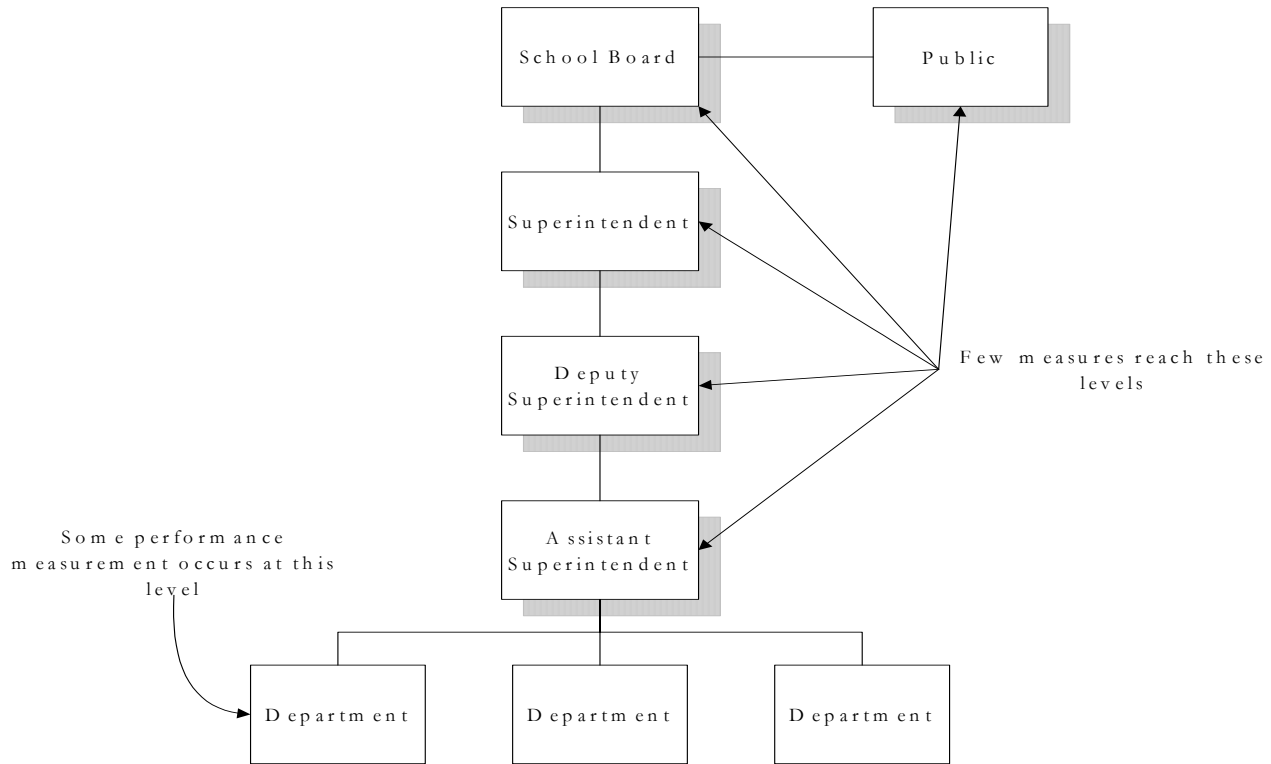 School Board
Public
Superintendent
Deputy
Superintendent
Few measures reach these
levels
Assistant
Superintendent
Some performance
measurement occurs at this
level
Department
Department
Department